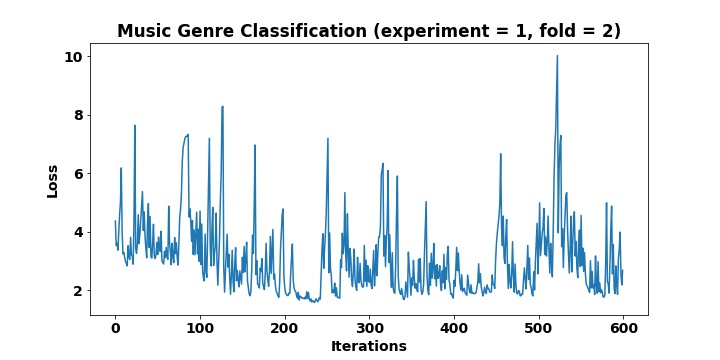 Music Genre Classification (experiment = 1, fold = 2)
10
8
6
4
2
Loss
0 100 200 300 400 500 600
Iterations